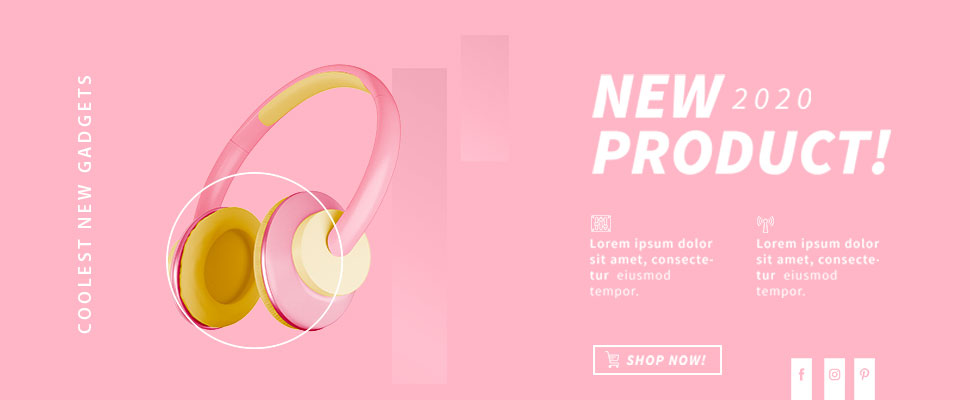 COOLEST NEW GADGETS
NEW 2020
PRODUCT!
Lorem ipsum dolor
sit amet, consecte-
tur eiusmod
tempor.
Lorem ipsum dolor
sit amet, consecte-
tur eiusmod
tempor.
SHOP NOW!